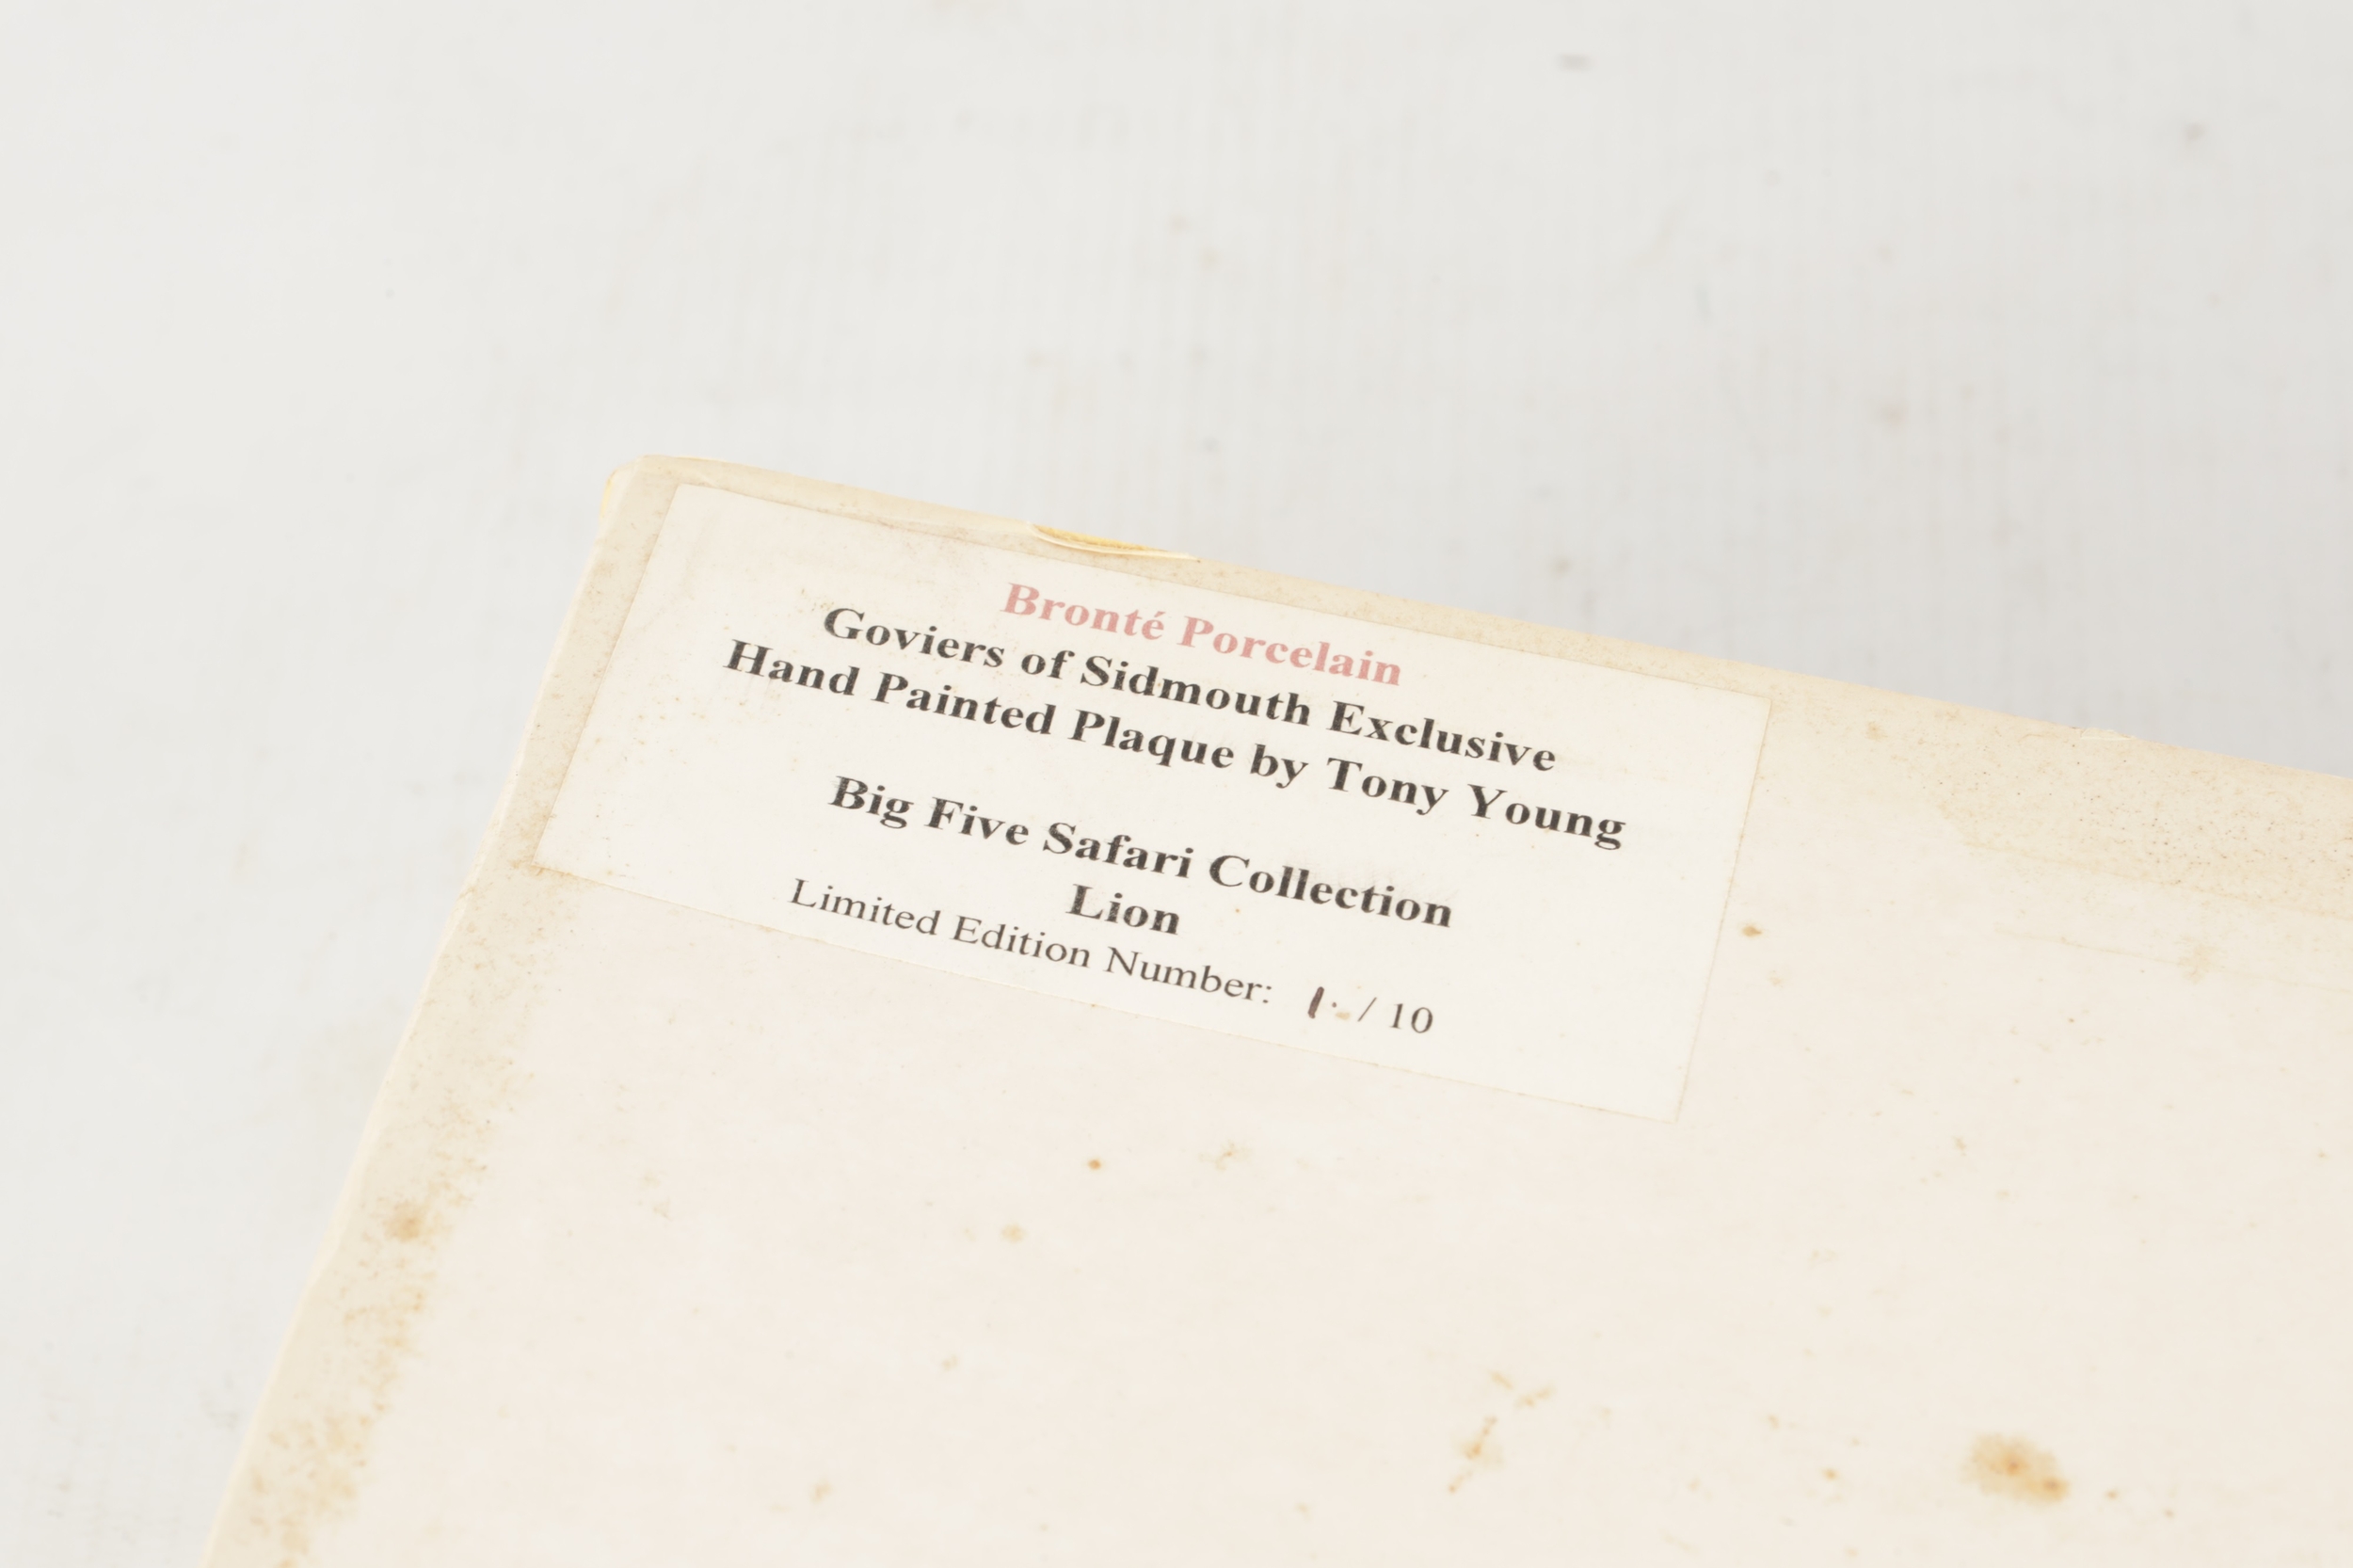 Bronté Porcelain
Goviers of Sidmouth Exclusive
Hand Painted Plaque by Tony Young
Big Five Safari Collection
Lion
Limited Edition Number: 1 / 10